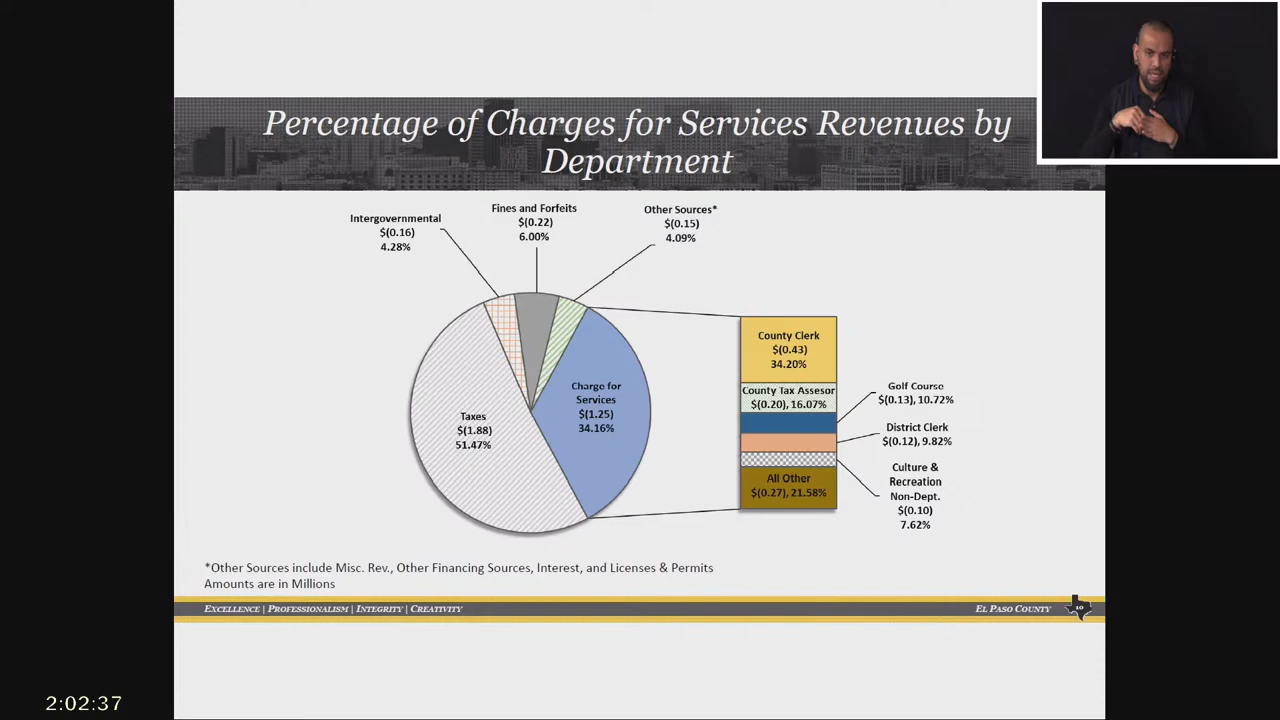 Percentage of Charges for Services Revenues by
Department
Intergovernmental
$(0.16)
4.28%
Fines and Forfeits
$(0.22)
6.00%
Other Sources*
$(0.15)
4.09%
Taxes
$(1.88)
51.47%
Charge for
Services
$(1.25)
34.16%
County Clerk
$(0.43)
34.20%
County Tax Assesor
$(0.20), 16.07%
Golf Course
$(0.13), 10.72%
District Clerk
$(0.12), 9.82%
Culture &
Recreation
Non-Dept.
$(0.10)
7.62%
All Other
$(0.27), 21.58%
*Other Sources include Misc. Rev., Other Financing Sources, Interest, and Licenses & Permits
Amounts are in Millions
EXCELLENCE | PROFESSIONALISM | INTEGRITY | CREATIVITY
EL PASO COUNTY
10
2:02:37